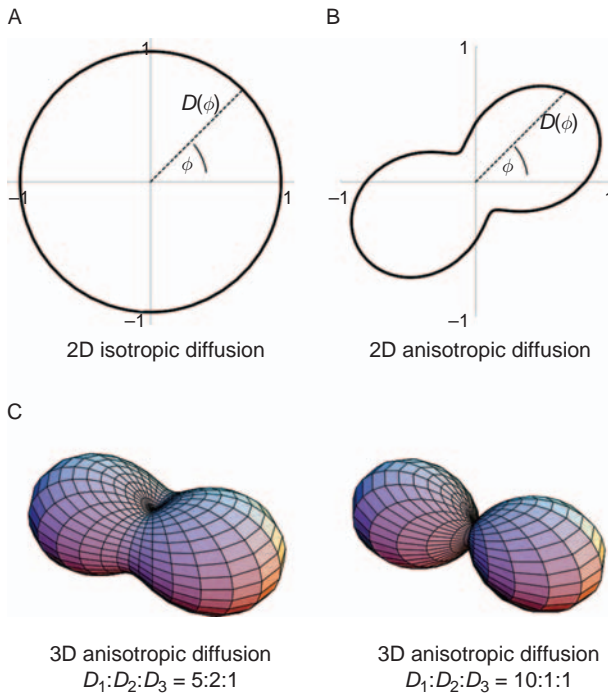 A
1
D(ϕ)
ϕ
–1
1
–1
2D isotropic diffusion
B
1
D(ϕ)
ϕ
–1
1
–1
2D anisotropic diffusion
C
3D anisotropic diffusion
D1:D2:D3 = 5:2:1
3D anisotropic diffusion
D1:D2:D3 = 10:1:1